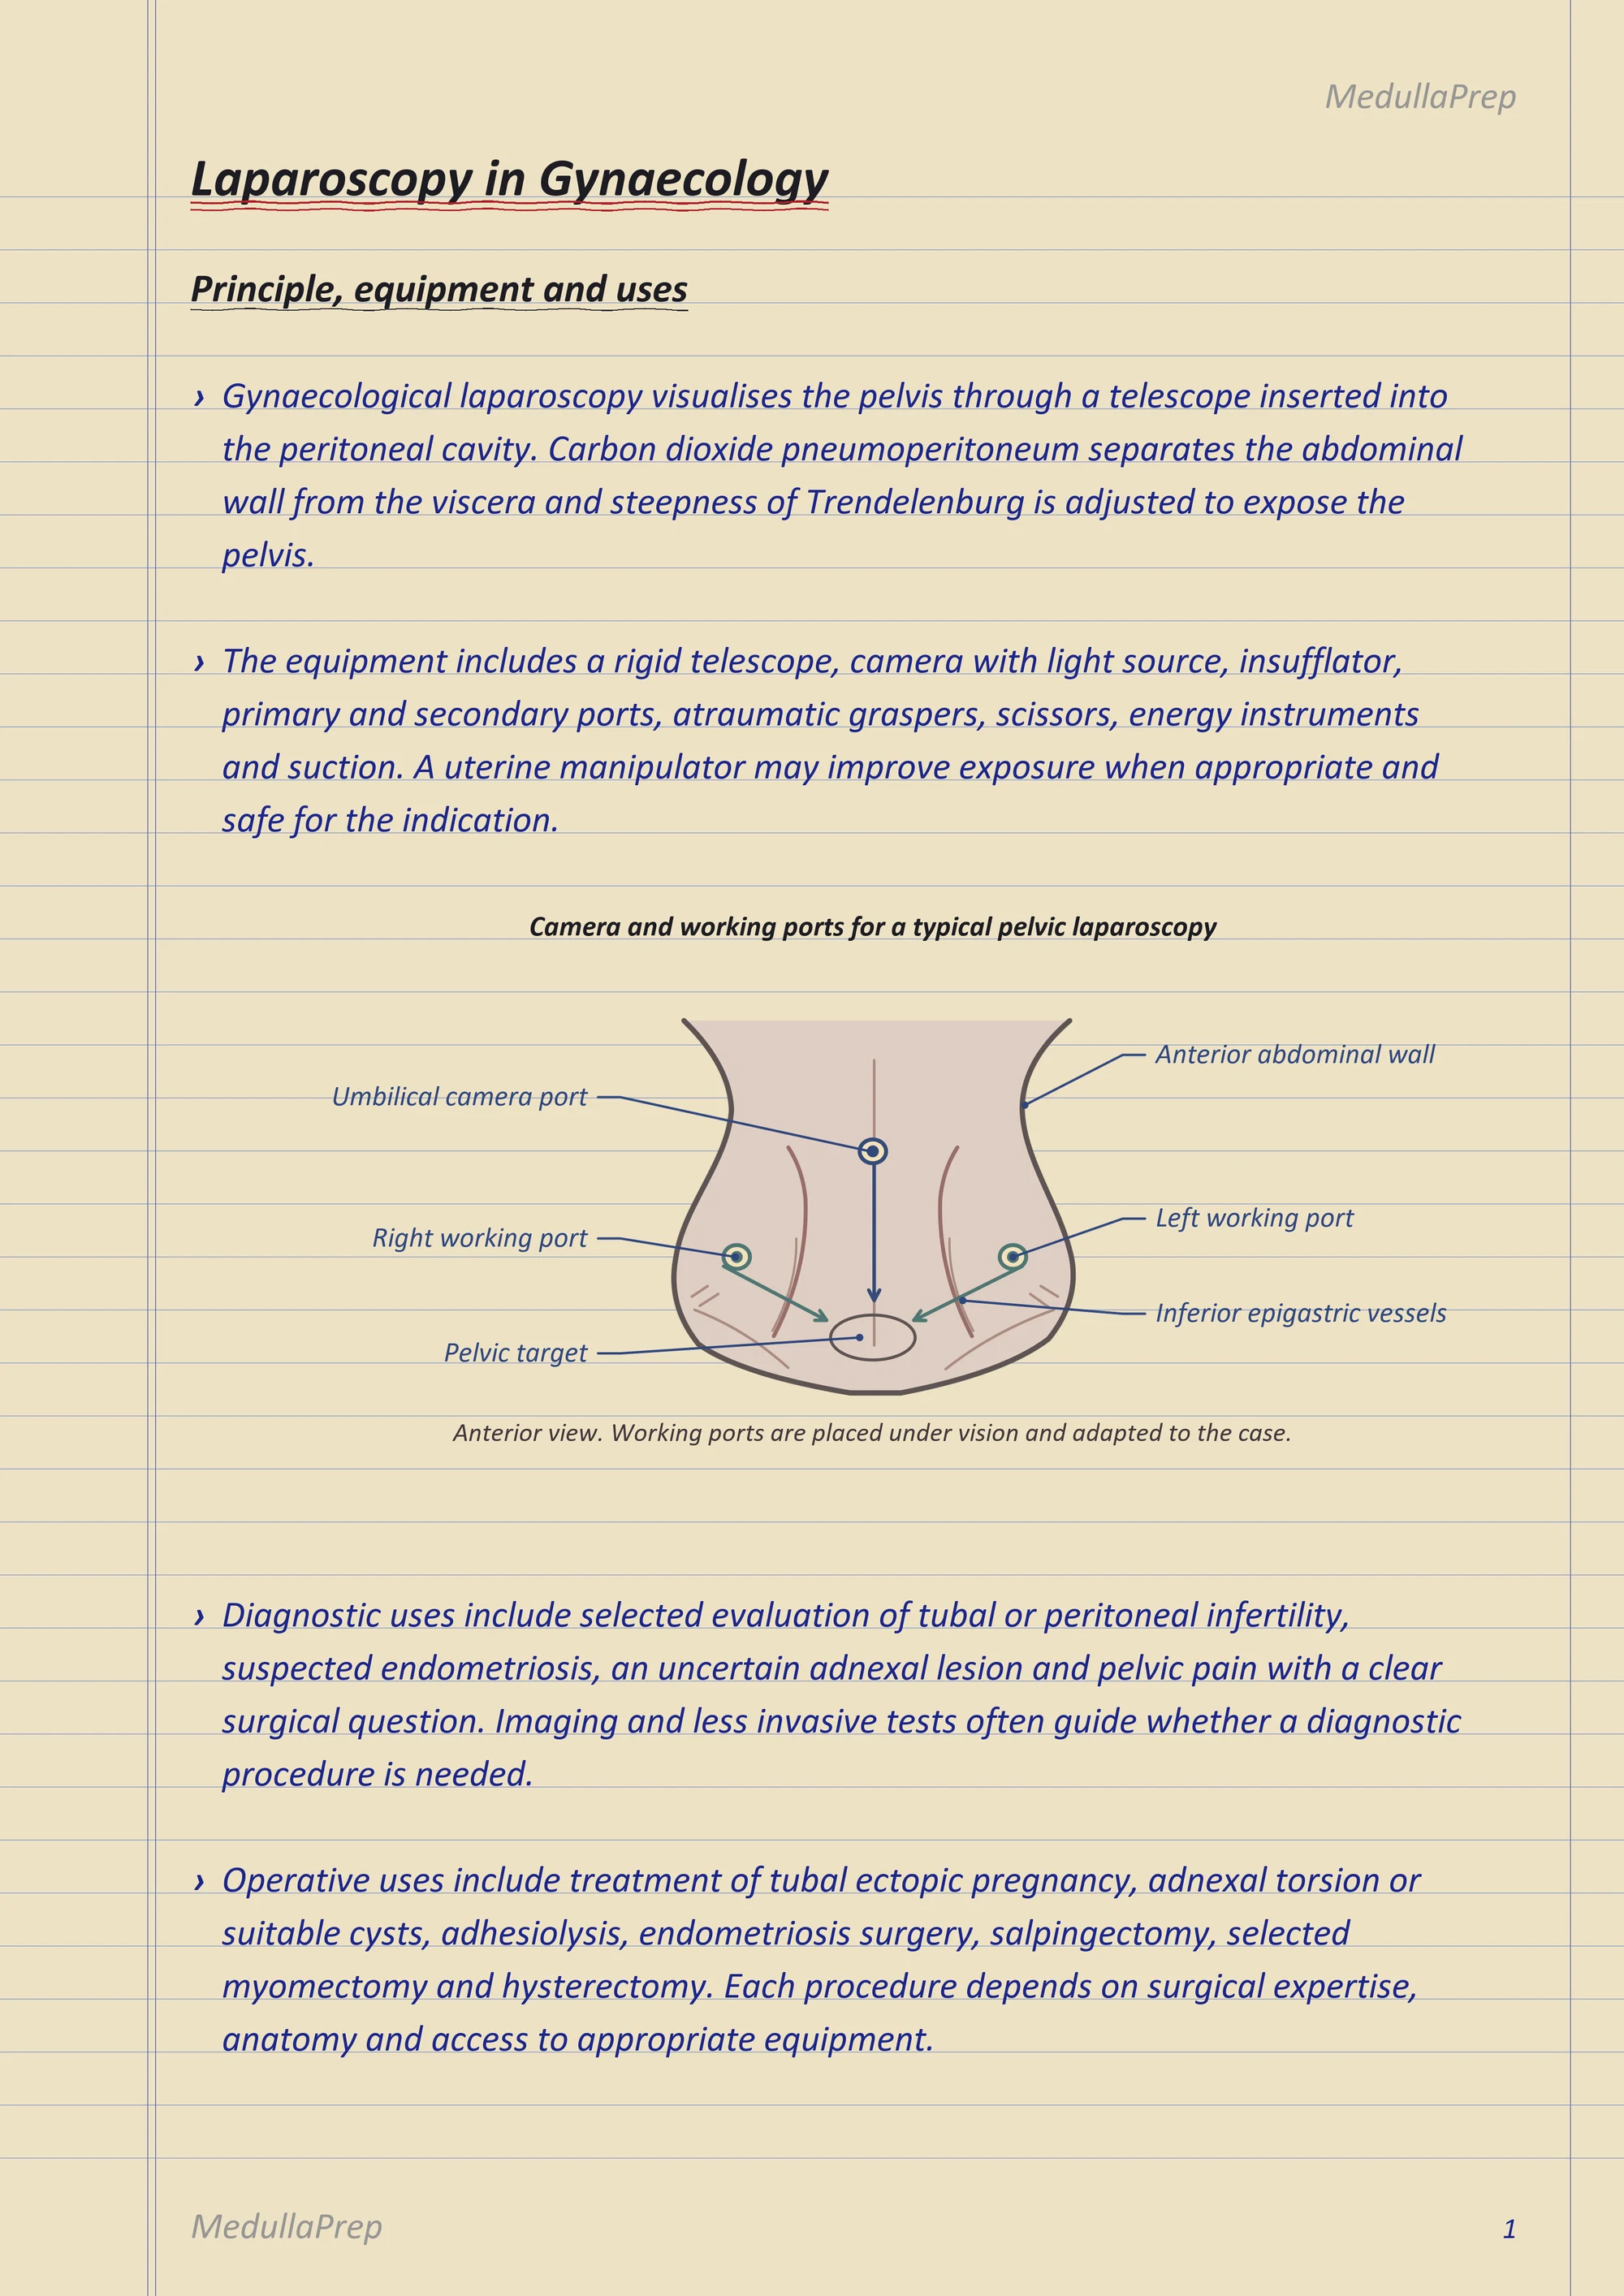 MedullaPrep
Laparoscopy in Gynaecology
Principle, equipment and uses
› Gynaecological laparoscopy visualises the pelvis through a telescope inserted into
the peritoneal cavity. Carbon dioxide pneumoperitoneum separates the abdominal
wall from the viscera and steepness of Trendelenburg is adjusted to expose the
pelvis.
› The equipment includes a rigid telescope, camera with light source, insufflator,
primary and secondary ports, atraumatic graspers, scissors, energy instruments
and suction. A uterine manipulator may improve exposure when appropriate and
safe for the indication.
Camera and working ports for a typical pelvic laparoscopy
Anterior abdominal wall
Umbilical camera port
Left working port
Right working port
Inferior epigastric vessels
Pelvic target
Anterior view. Working ports are placed under vision and adapted to the case.
› Diagnostic uses include selected evaluation of tubal or peritoneal infertility,
suspected endometriosis, an uncertain adnexal lesion and pelvic pain with a clear
surgical question. Imaging and less invasive tests often guide whether a diagnostic
procedure is needed.
› Operative uses include treatment of tubal ectopic pregnancy, adnexal torsion or
suitable cysts, adhesiolysis, endometriosis surgery, salpingectomy, selected
myomectomy and hysterectomy. Each procedure depends on surgical expertise,
anatomy and access to appropriate equipment.
MedullaPrep
1